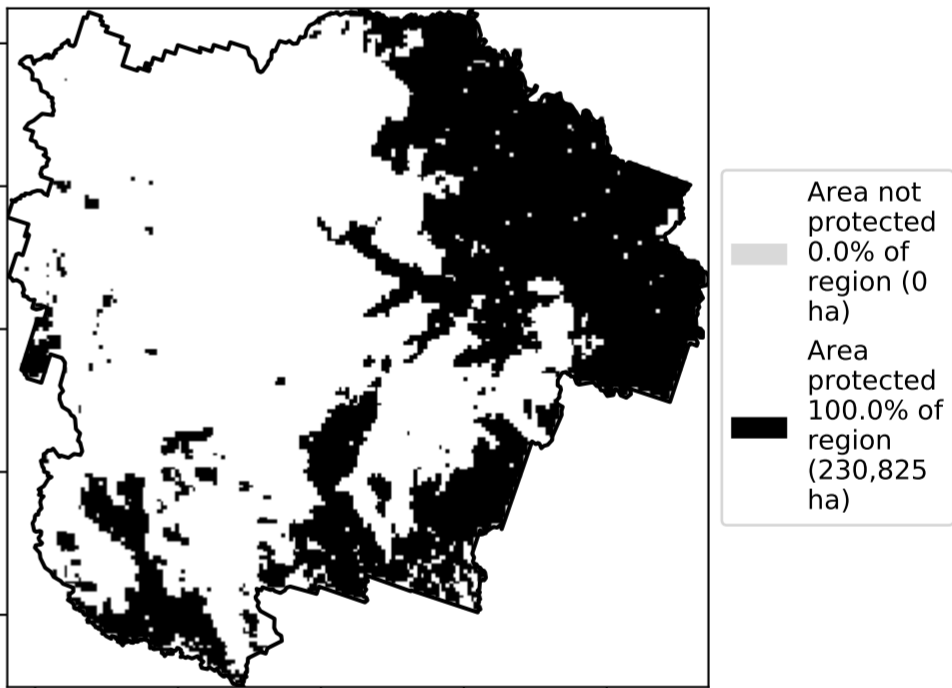 Area not
protected
0.0% of
region (0
ha)
Area
protected
100.0% of
region
(230,825
ha)